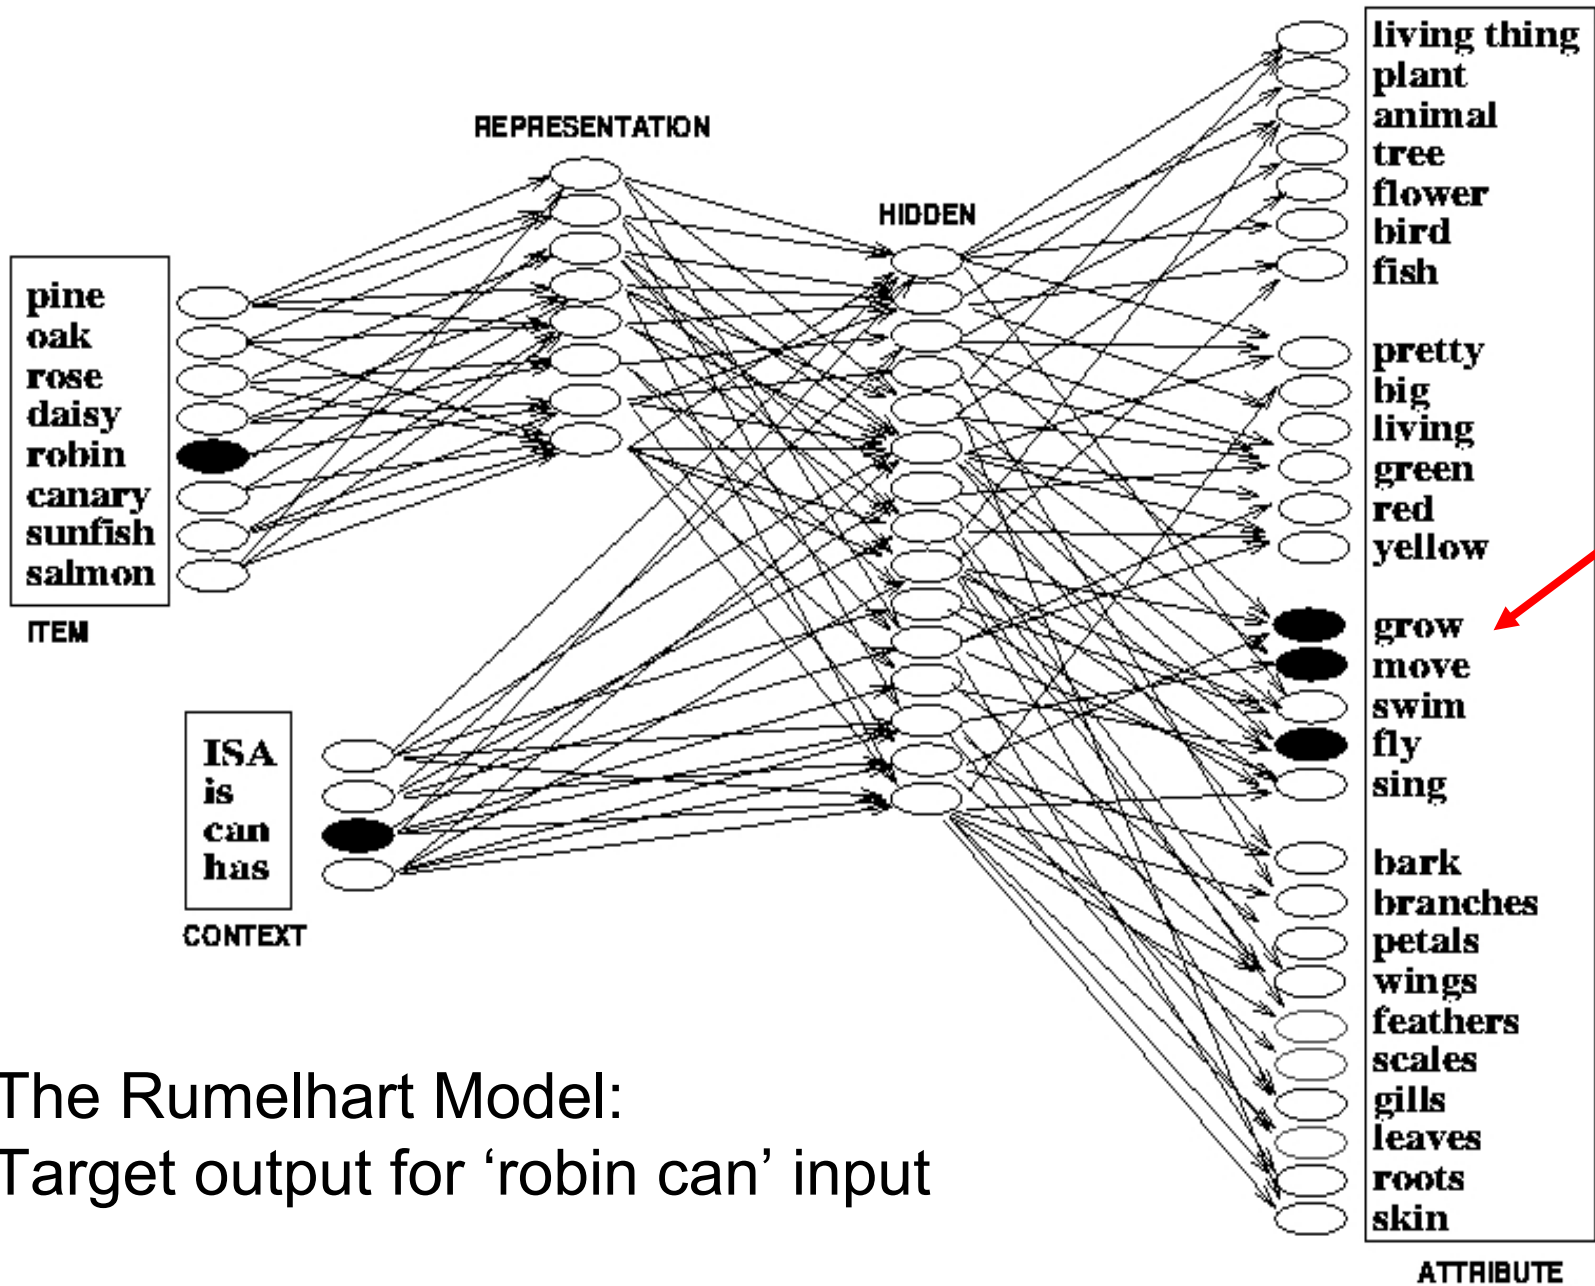 REPRESENTATION
HIDDEN
pine
oak
rose
daisy
robin
canary
sunfish
salmon
ITEM
ISA
is
can
has
CONTEXT
living thing
plant
animal
tree
flower
bird
fish
pretty
big
living
green
red
yellow
grow
move
swim
fly
sing
bark
branches
petals
wings
feathers
scales
gills
leaves
roots
skin
ATTRIBUTE
The Rumelhart Model:
Target output for ‘robin can’ input